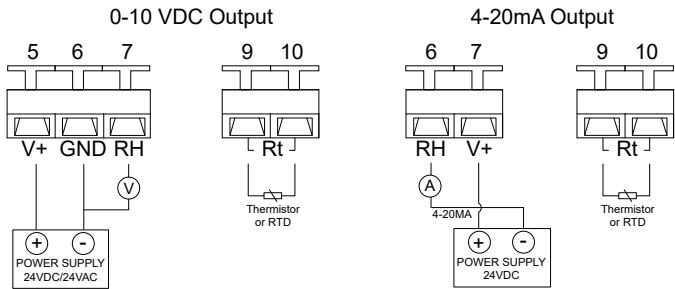 0-10 VDC Output
4-20mA Output
5 6 7 9 10 6 7 9 10
V+ GND RH Rt RH V+ Rt
V A
4-20MA
Thermistor
or RTD
Thermistor
or RTD
+ -
POWER SUPPLY
24VDC/24VAC
+ -
POWER SUPPLY
24VDC